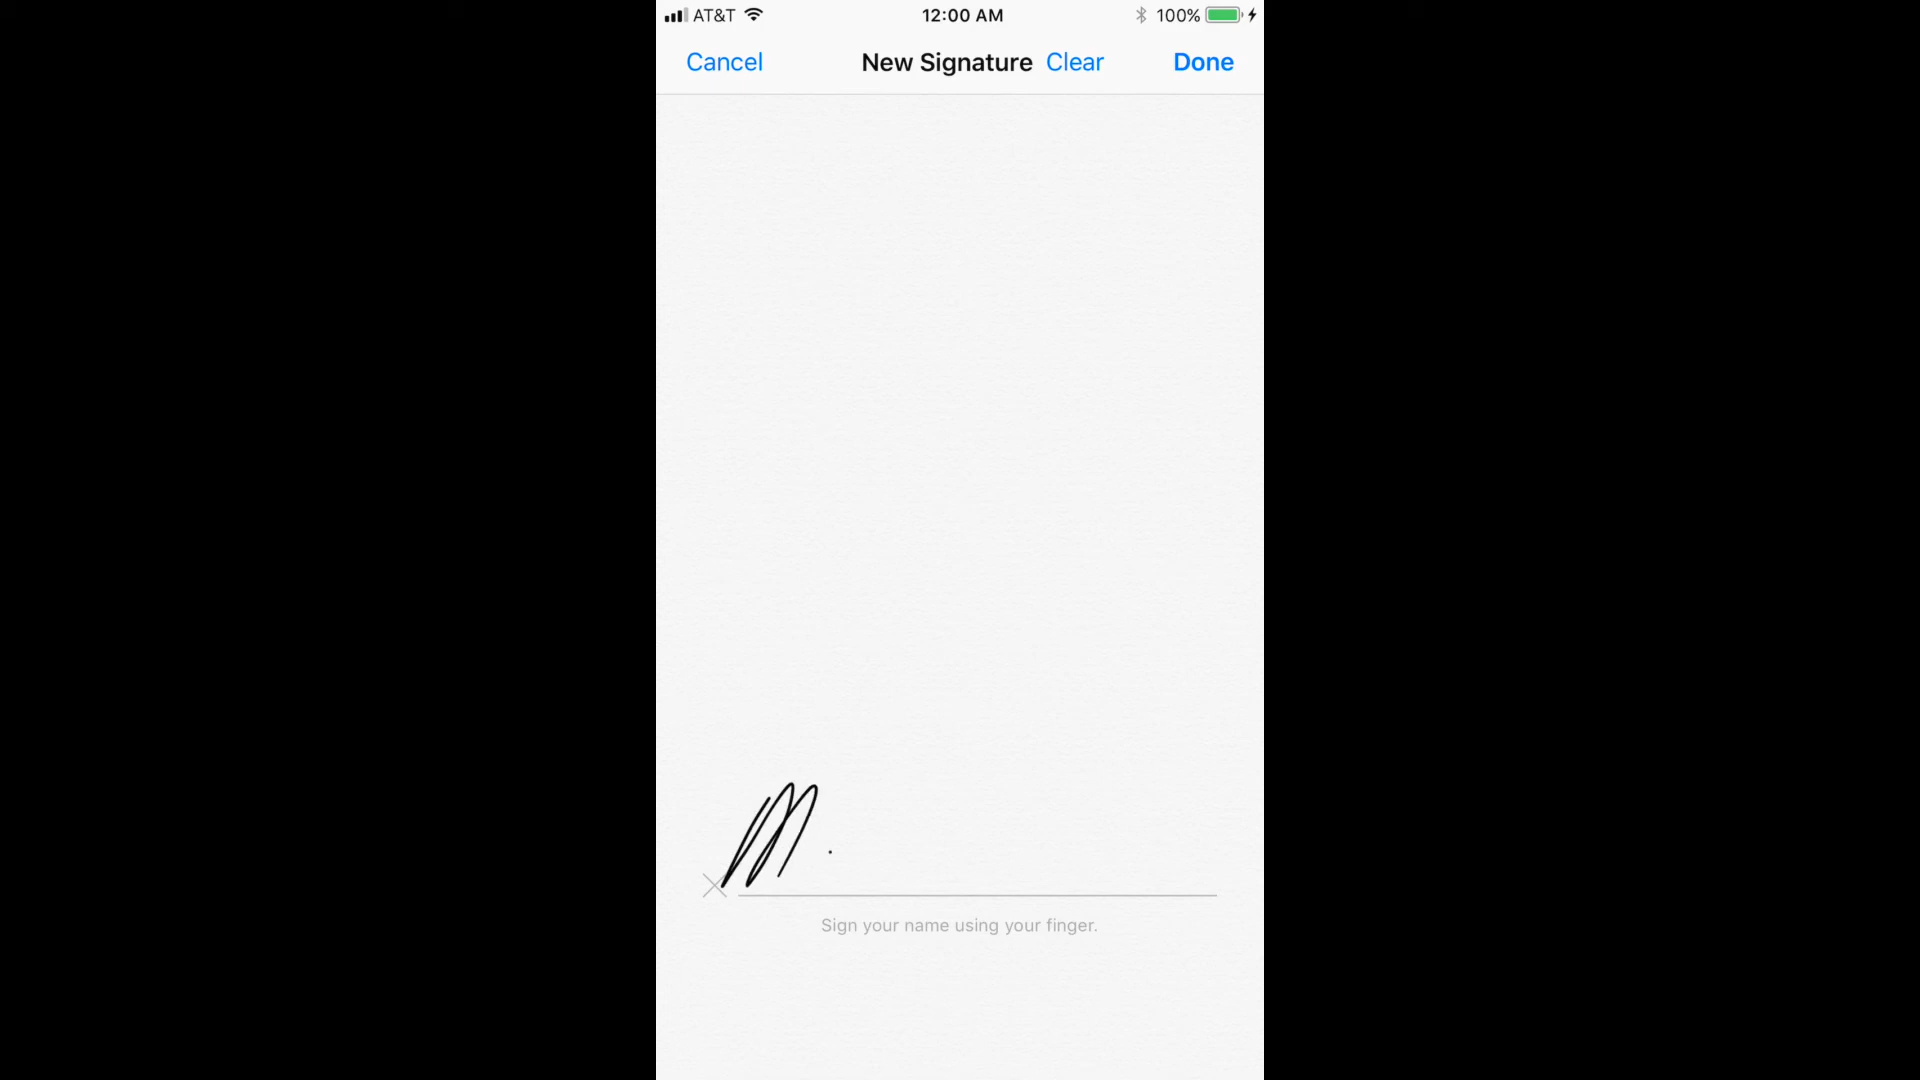 AT&T 12:00 AM 100%
Cancel New Signature Clear Done
M.
Sign your name using your finger.